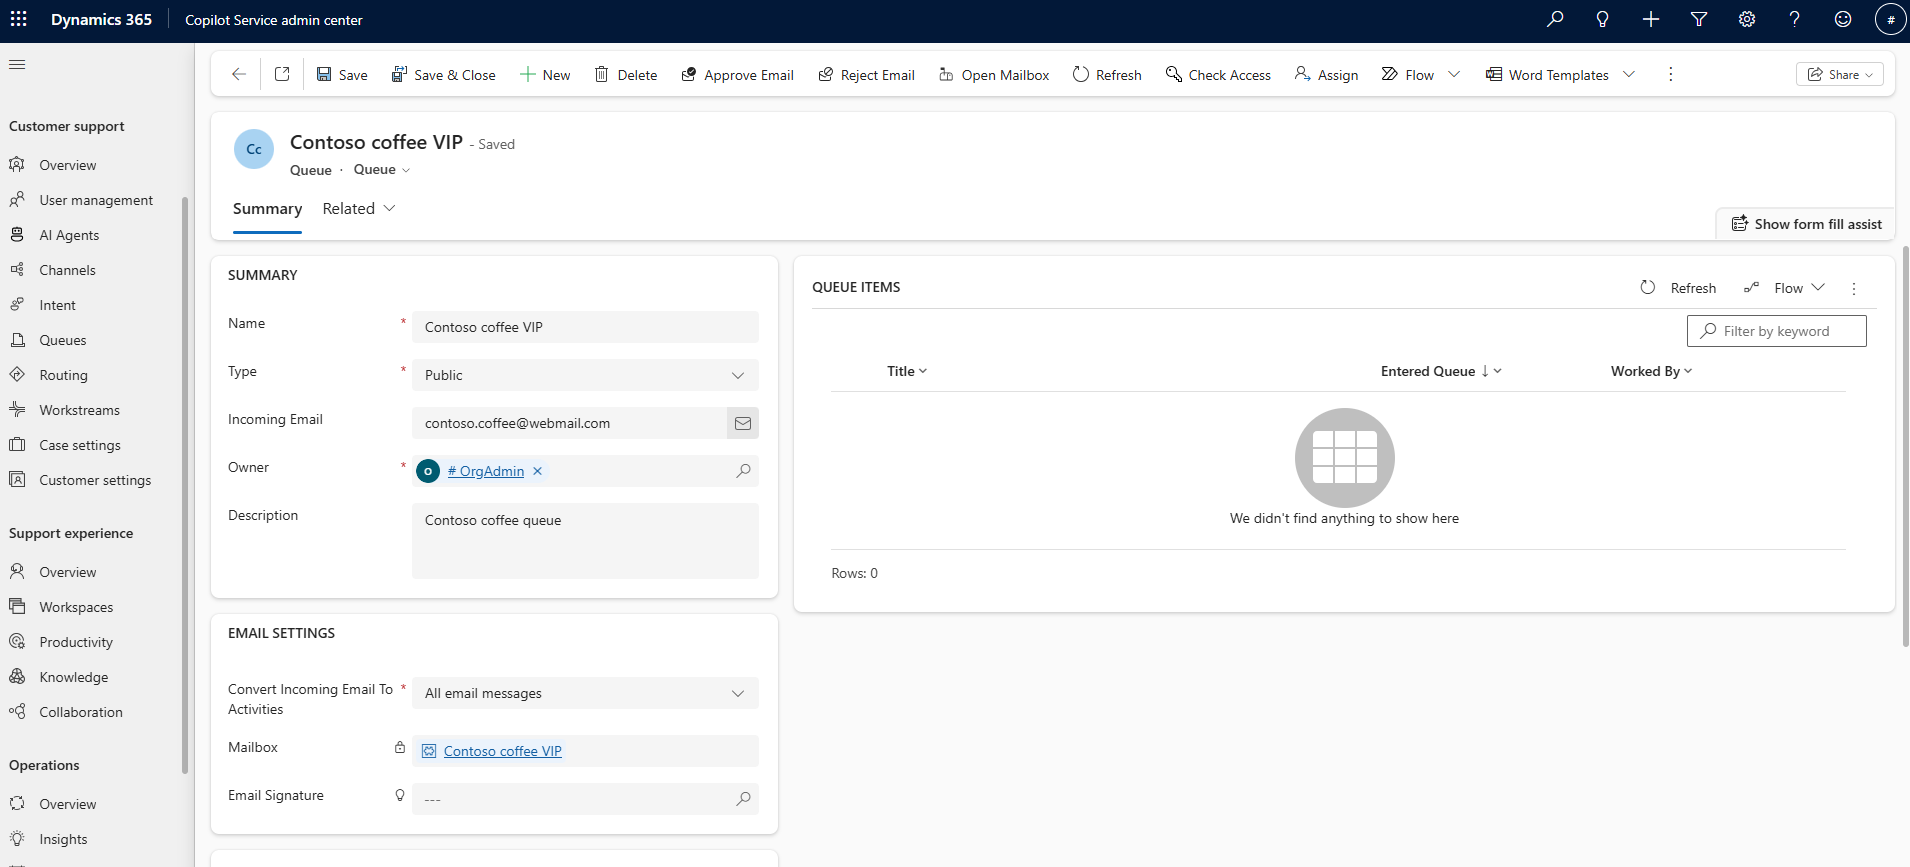 Dynamics 365
Copilot Service admin center
#
Save
Save & Close
New
Delete
Approve Email
Reject Email
Open Mailbox
Refresh
Check Access
Assign
Flow
Word Templates
Share
Customer support
Overview
User management
AI Agents
Channels
Intent
Queues
Routing
Workstreams
Case settings
Customer settings
Support experience
Overview
Workspaces
Productivity
Knowledge
Collaboration
Operations
Overview
Insights
Cc
Contoso coffee VIP - Saved
Queue · Queue
Summary
Related
Show form fill assist
SUMMARY
Name * Contoso coffee VIP
Type * Public
Incoming Email contoso.coffee@webmail.com
Owner * O # OrgAdmin
Description Contoso coffee queue
EMAIL SETTINGS
Convert Incoming Email To * All email messages
Activities
Mailbox Contoso coffee VIP
Email Signature ---
QUEUE ITEMS
Refresh
Flow
Filter by keyword
Title
Entered Queue ↓
Worked By
We didn't find anything to show here
Rows: 0